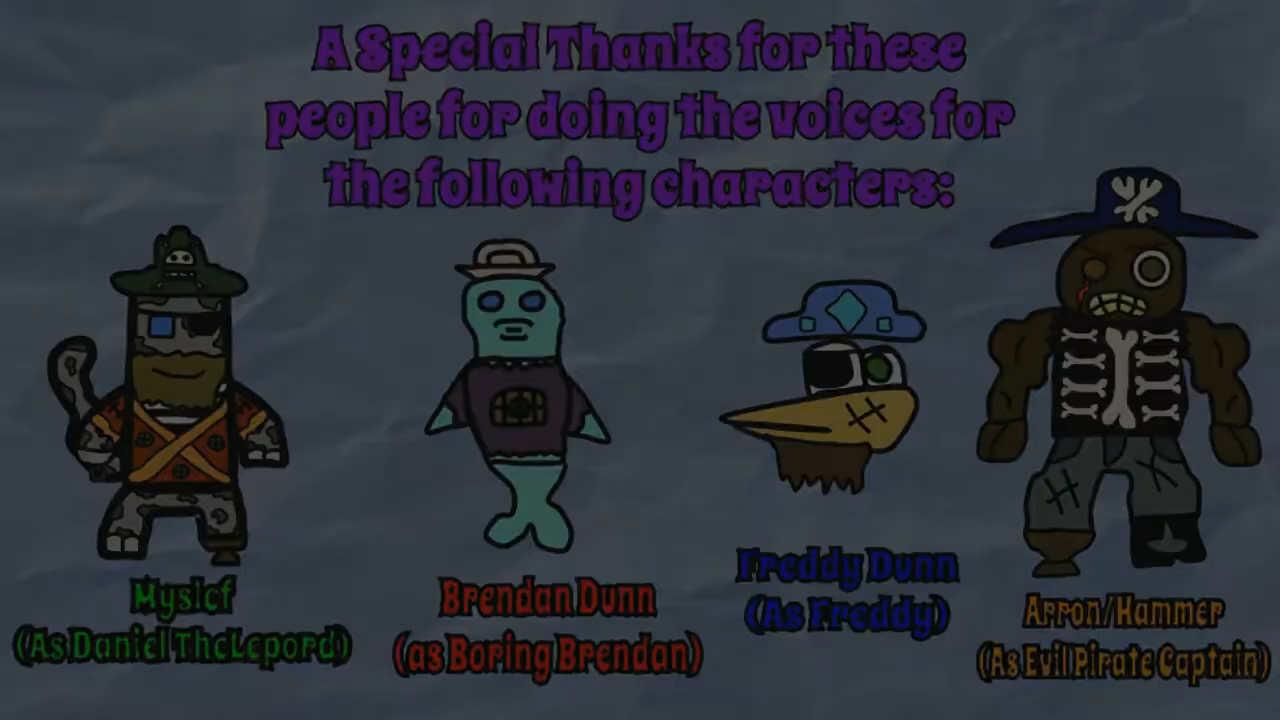 A Special Thanks for these
people for doing the voices for
the following characters:
Myslef
(As Daniel TheLepord)
Brendan Dunn
(as Boring Brendan)
Freddy Dunn
(As Freddy)
Arron/Hammer
(As Evil Pirate Captain)